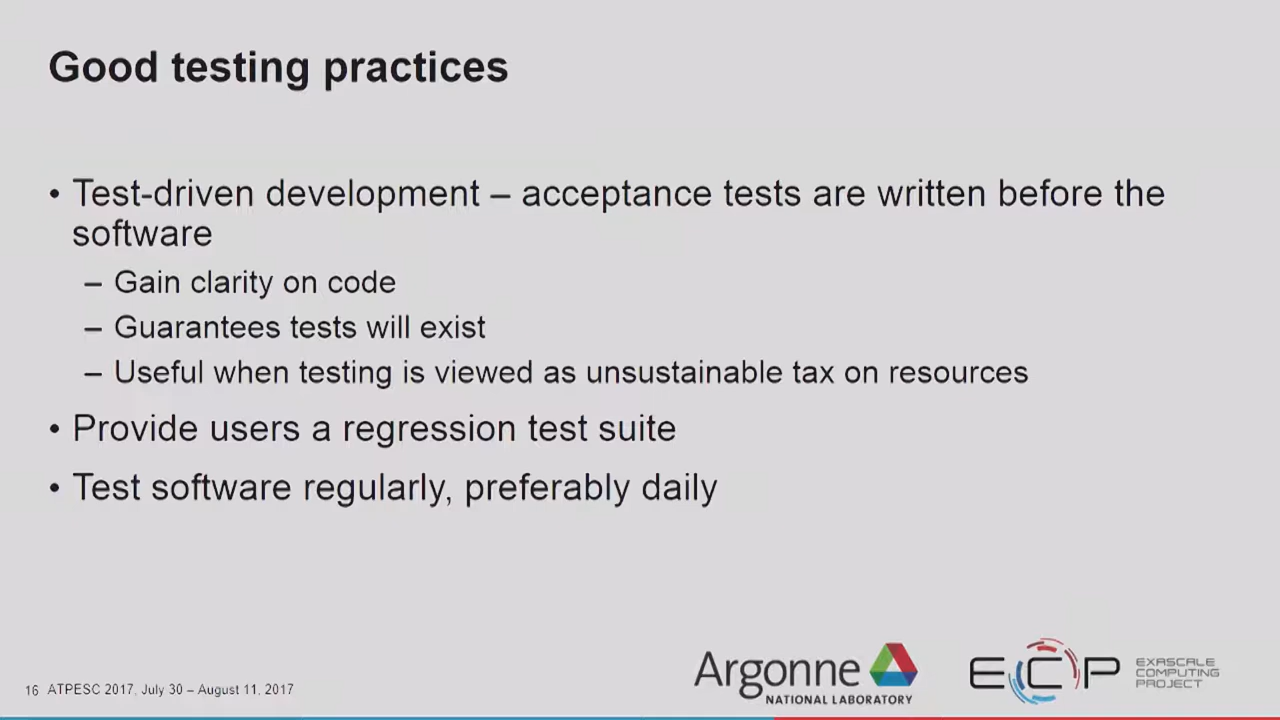 Good testing practices
• Test-driven development – acceptance tests are written before the
software
– Gain clarity on code
– Guarantees tests will exist
– Useful when testing is viewed as unsustainable tax on resources
• Provide users a regression test suite
• Test software regularly, preferably daily
16 ATPESC 2017, July 30 – August 11, 2017
Argonne
NATIONAL LABORATORY
ECP
EXASCALE
COMPUTING
PROJECT